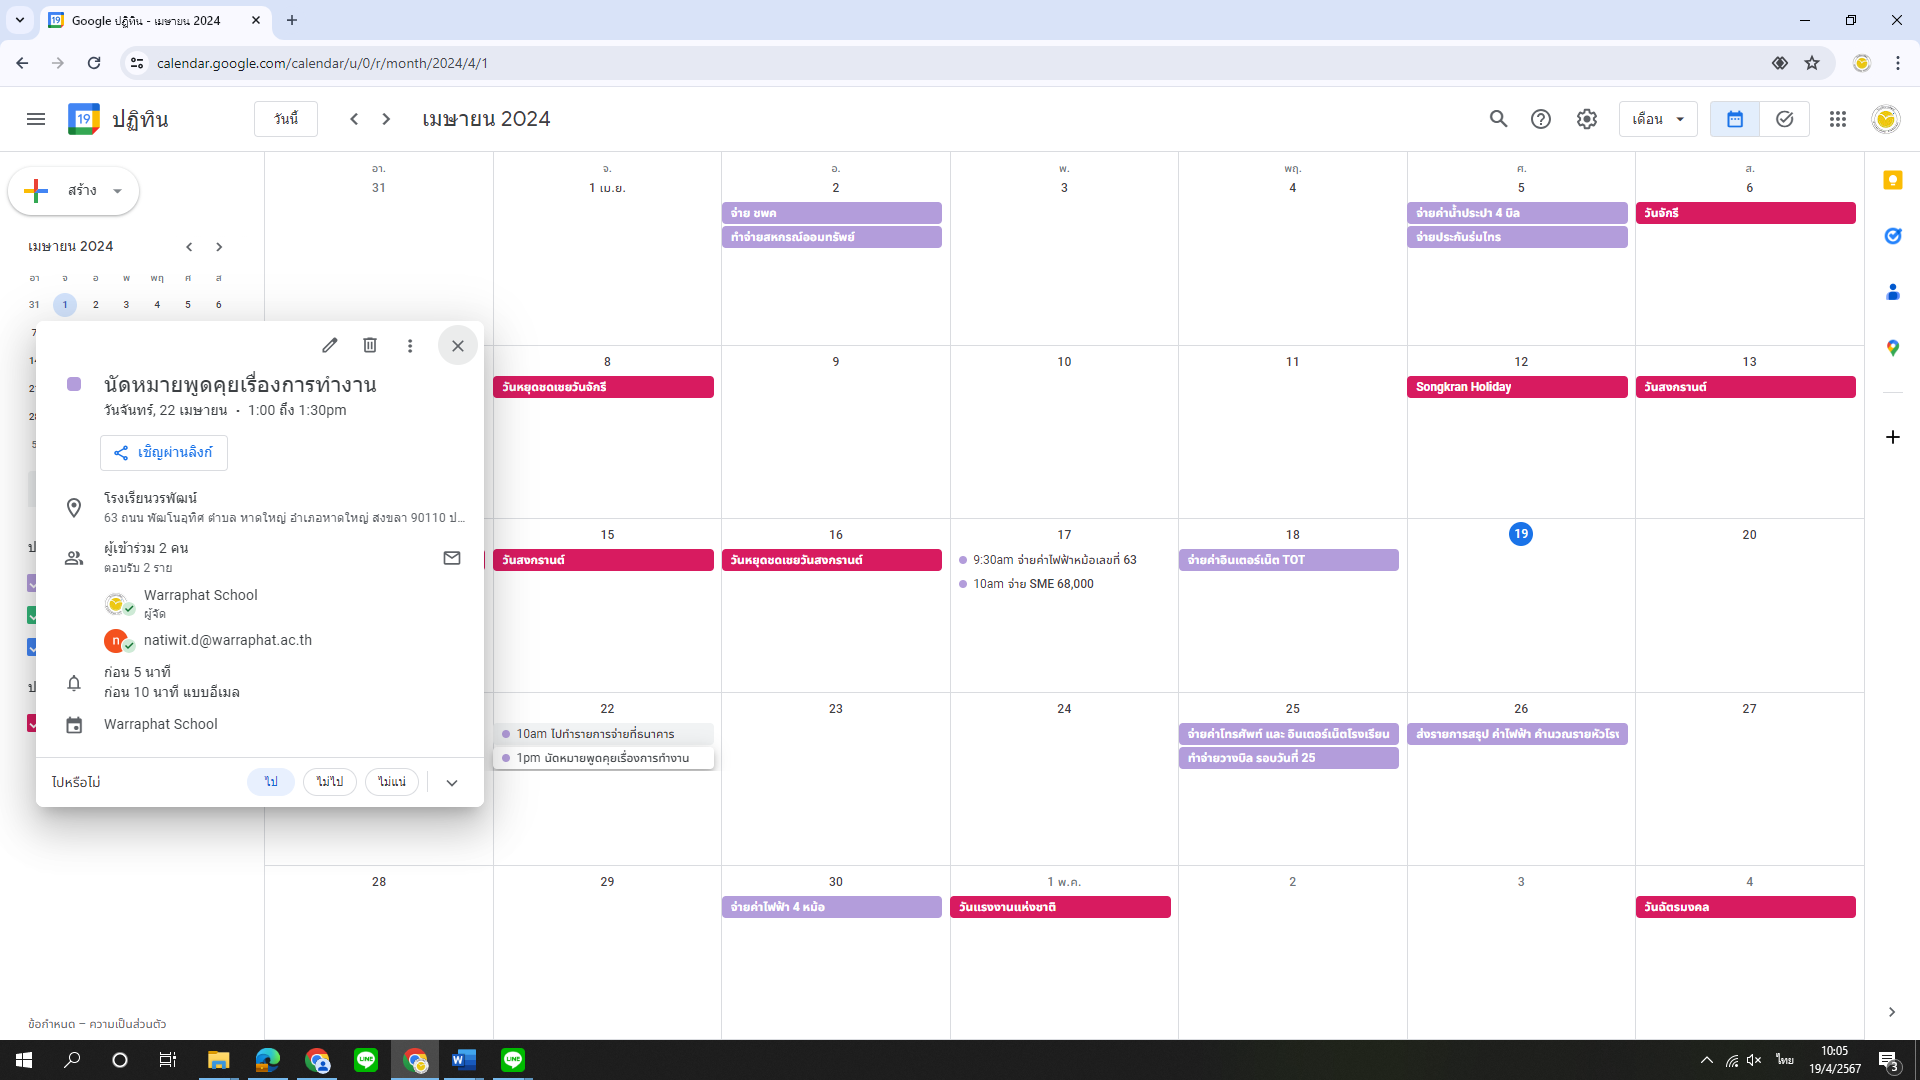 Google ปฏิทิน - เมษายน 2024
calendar.google.com/calendar/u/0/r/month/2024/4/1
19
ปฏิทิน
วันนี้
เมษายน 2024
เดือน
สร้าง
เมษายน 2024
อา จ อ พ พฤ ศ ส
31 1 2 3 4 5 6
อา. จ. อ. พ. พฤ. ศ. ส.
31 1 เม.ย. 2 3 4 5 6
จ่าย ชพค
ทำจ่ายสหกรณ์ออมทรัพย์
จ่ายค่าน้ำประปา 4 บิล
จ่ายประกันร่มไทร
วันจักรี
8 9 10 11 12 13
วันหยุดชดเชยวันจักรี
Songkran Holiday
วันสงกรานต์
15 16 17 18 19 20
วันสงกรานต์
วันหยุดชดเชยวันสงกรานต์
9:30am จ่ายค่าไฟฟ้าหม้อเลขที่ 63
10am จ่าย SME 68,000
จ่ายค่าอินเตอร์เน็ต TOT
22 23 24 25 26 27
10am ไปทำรายการจ่ายที่ธนาคาร
1pm นัดหมายพูดคุยเรื่องการทำงาน
จ่ายค่าโทรศัพท์ และ อินเตอร์เน็ตโรงเรียน
ทำจ่ายวางบิล รอบวันที่ 25
ส่งรายการสรุป ค่าไฟฟ้า คำนวณรายหัวโรง
28 29 30 1 พ.ค. 2 3 4
จ่ายค่าไฟฟ้า 4 หม้อ
วันแรงงานแห่งชาติ
วันฉัตรมงคล
นัดหมายพูดคุยเรื่องการทำงาน
วันจันทร์, 22 เมษายน · 1:00 ถึง 1:30pm
เชิญผ่านลิงก์
โรงเรียนวรพัฒน์
63 ถนน พัฒโนอุทิศ ตำบล หาดใหญ่ อำเภอหาดใหญ่ สงขลา 90110 ป...
ผู้เข้าร่วม 2 คน
ตอบรับ 2 ราย
Warraphat School
ผู้จัด
n
natiwit.d@warraphat.ac.th
ก่อน 5 นาที
ก่อน 10 นาที แบบอีเมล
Warraphat School
ไปหรือไม่
ไป
ไม่ไป
ไม่แน่
ข้อกำหนด – ความเป็นส่วนตัว
LINE
W
LINE
ไทย
10:05
19/4/2567
3